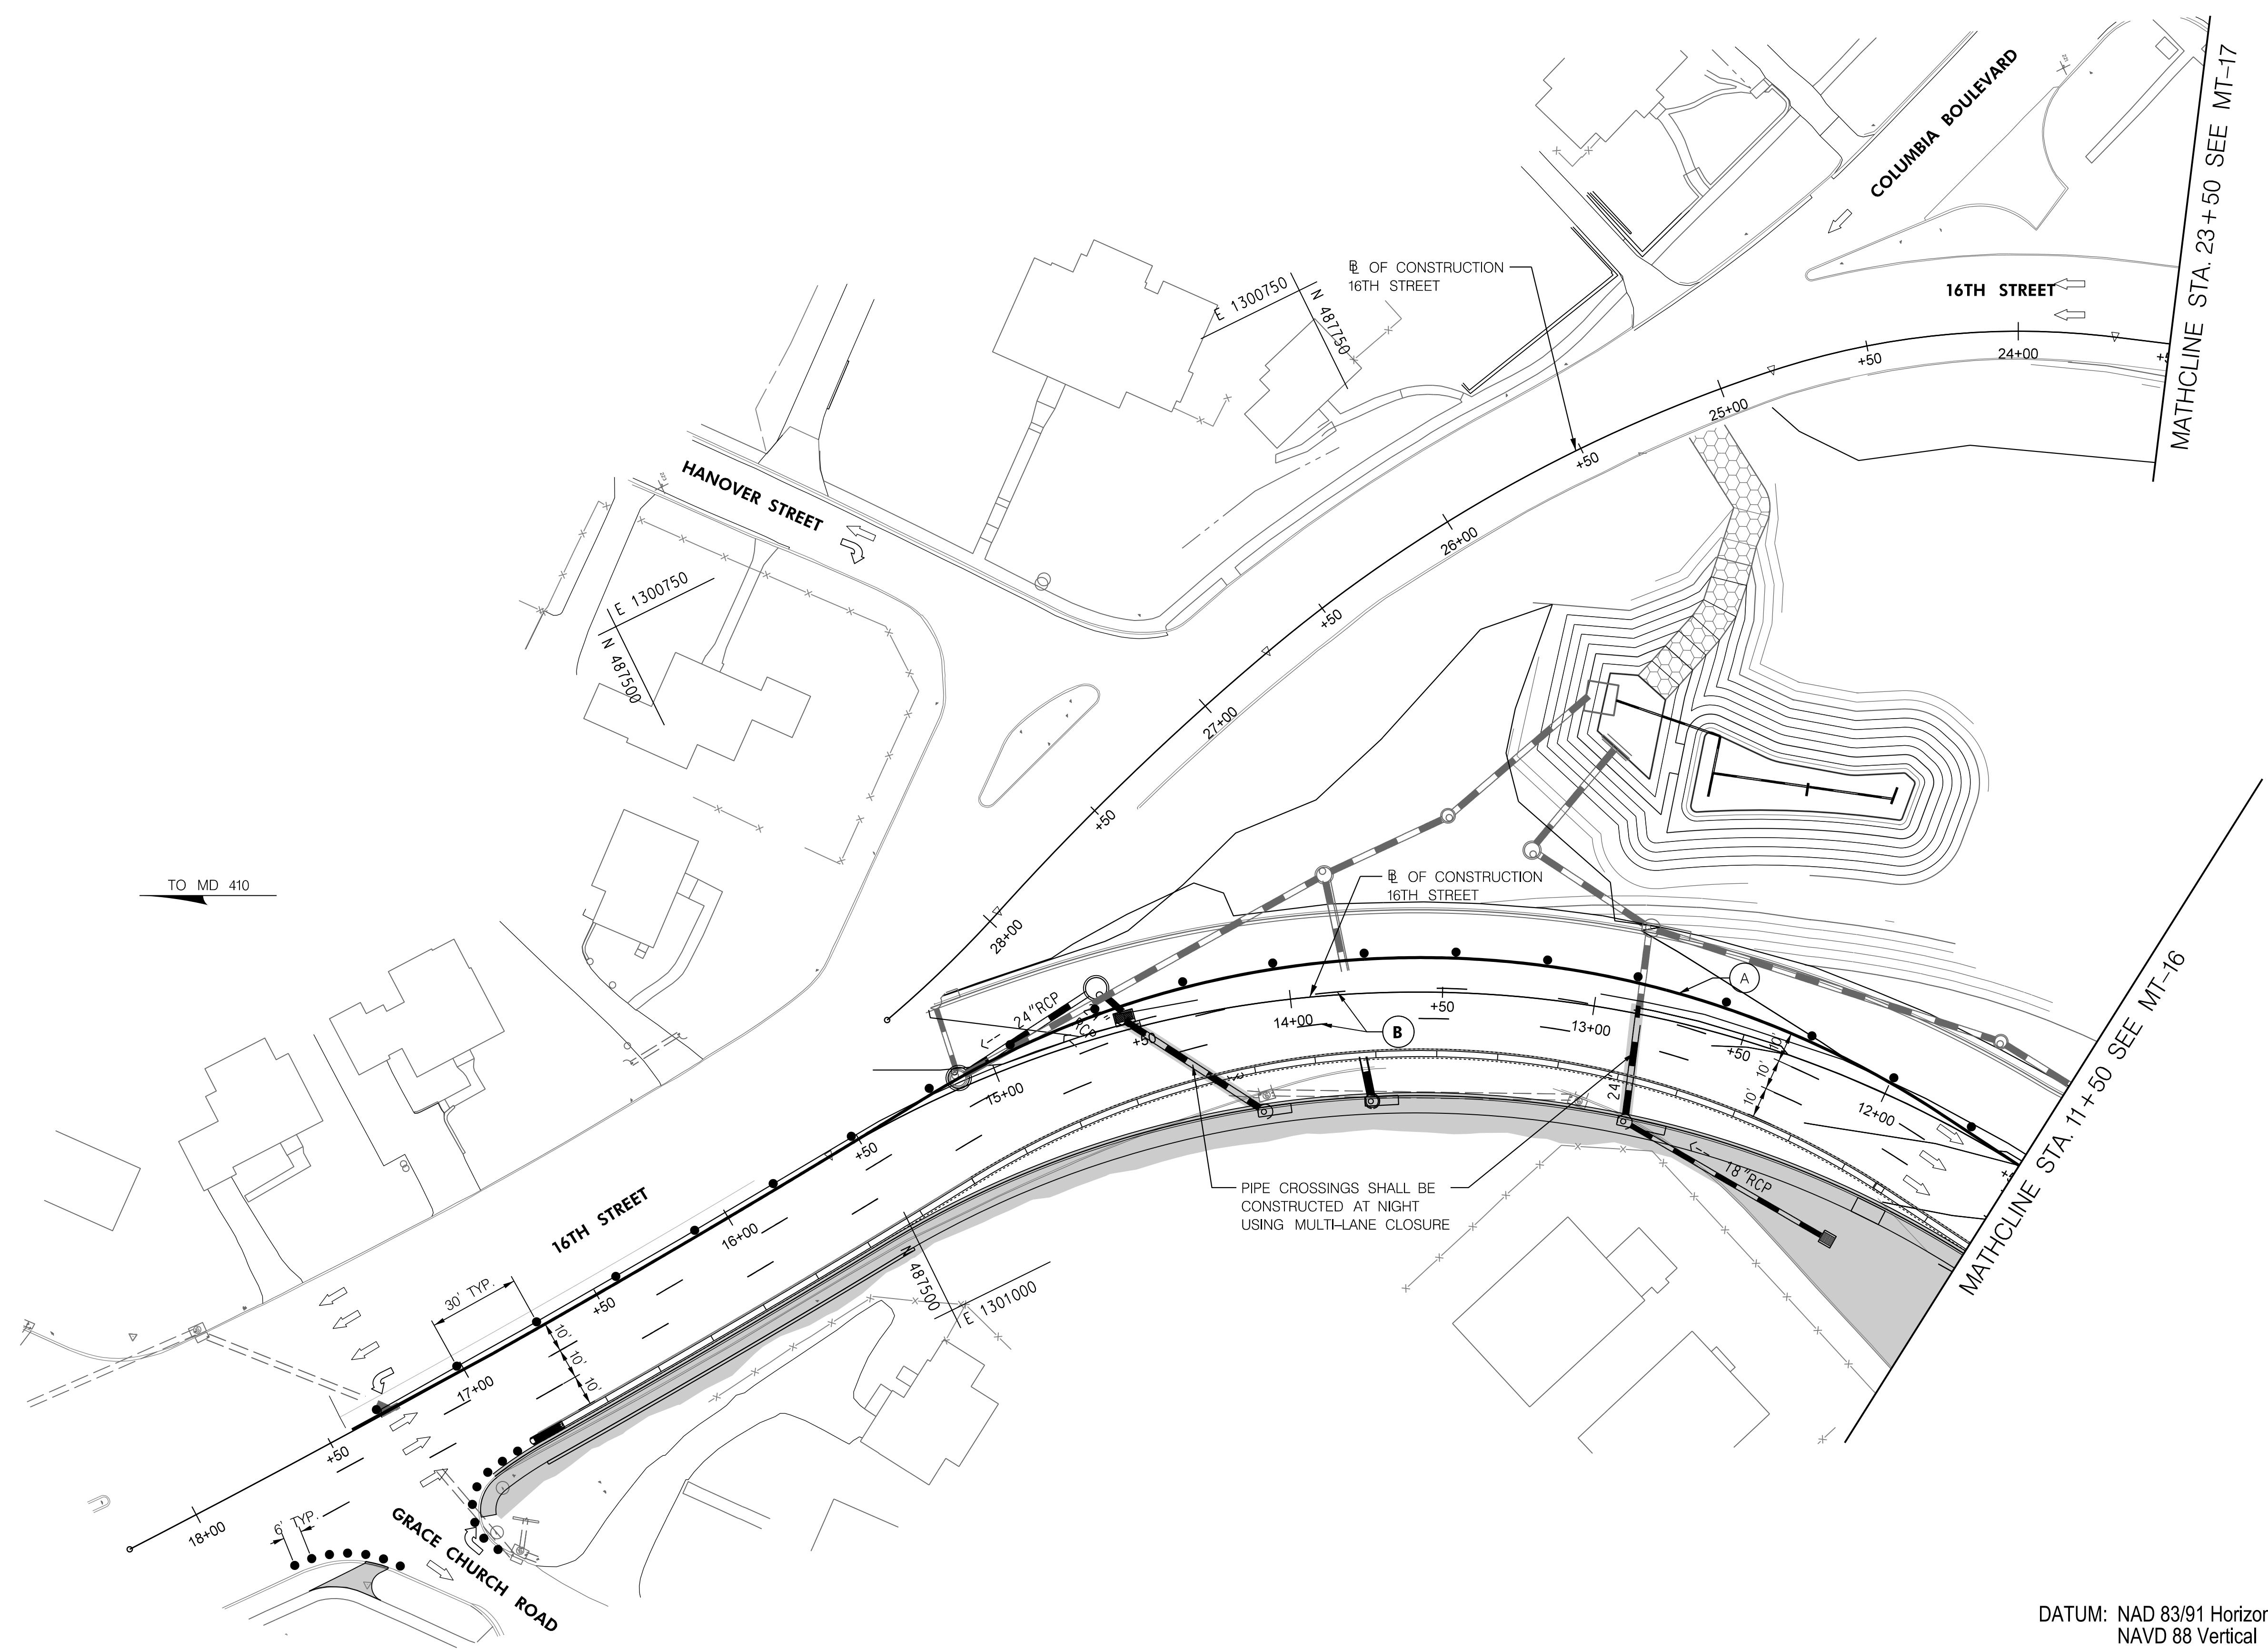 COLUMBIA BOULEVARD
MATHCLINE STA. 23+50 SEE MT-17
℄ OF CONSTRUCTION
16TH STREET
E 1300750
N 487750
16TH STREET
24+00
+50
25+00
+50
26+00
+50
27+00
+50
28+00
HANOVER STREET
E 1300750
N 487500
TO MD 410
℄ OF CONSTRUCTION
16TH STREET
A
B
24"RCP
RCP
+50
14+00
+50
13+00
+50
12+00
10'
10'
10'
15+00
24"
18"RCP
PIPE CROSSINGS SHALL BE
CONSTRUCTED AT NIGHT
USING MULTI-LANE CLOSURE
MATHCLINE STA. 11+50 SEE MT-16
16TH STREET
+50
16+00
+50
30' TYP.
10'
10'
10'
17+00
+50
18+00
N 487500
E 1301000
6' TYP.
GRACE CHURCH ROAD
DATUM: NAD 83/91 Horizon
NAVD 88 Vertical